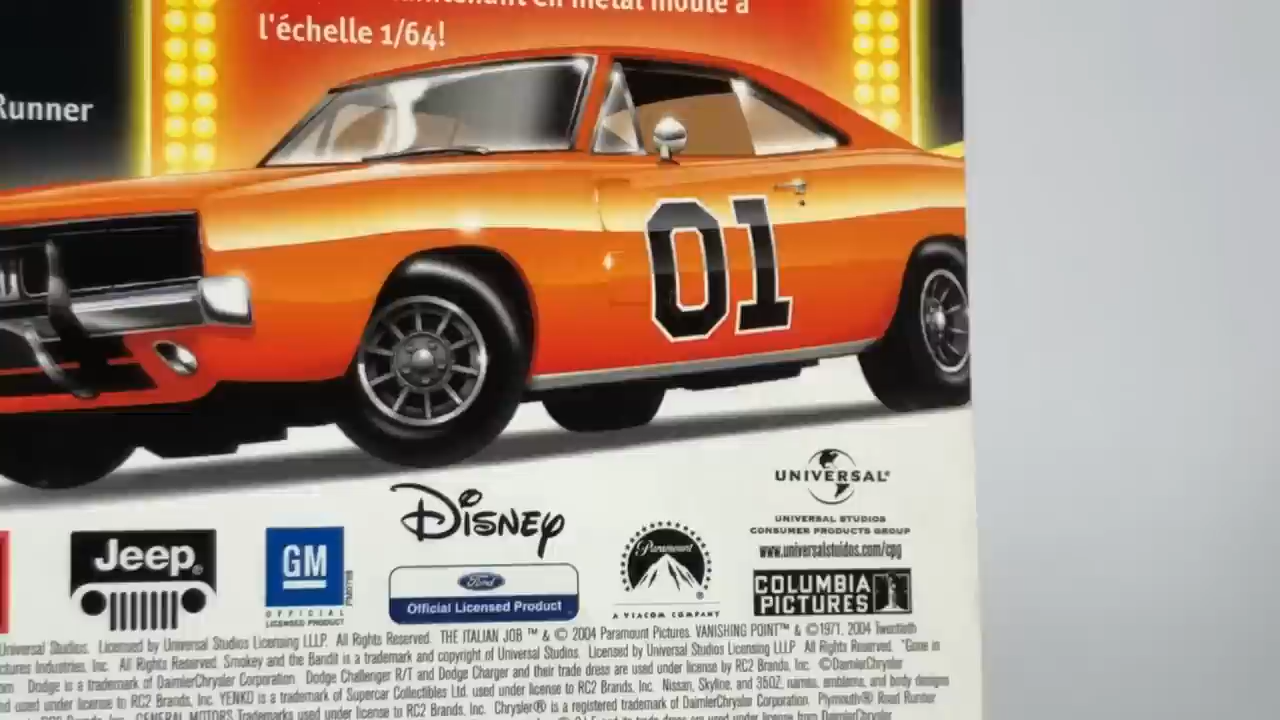 l'échelle 1/64!
Runner
01
UNIVERSAL®
UNIVERSAL STUDIOS
CONSUMER PRODUCTS GROUP
www.universalstuidos.com/cpg
Disney
Jeep®
GM
OFFICIAL
LICENSED PRODUCT
Ford
Official Licensed Product
Paramount
A VIACOM COMPANY
COLUMBIA
PICTURES
Universal Studios. Licensed by Universal Studios Licensing LLLP. All Rights Reserved. THE ITALIAN JOB ™ & © 2004 Paramount Pictures. VANISHING POINT™ & ©1971, 2004 Twentieth
ctures Industries, Inc. All Rights Reserved. Smokey and the Bandit is a trademark and copyright of Universal Studios. Licensed by Universal Studios Licensing LLLP All Rights Reserved. "Gone in
Dodge is a trademark of DaimlerChrysler Corporation. Dodge Challenger R/T and Dodge Charger and their trade dress are used under license by RC2 Brands, Inc. ©DaimlerChrysler
used under license to RC2 Brands, Inc. YENKO is a trademark of Supercar Collectibles Ltd. used under license to RC2 Brands, Inc. Nissan, Skyline, and 350Z, names, emblems, and body designs
GENERAL MOTORS Trademarks used under license to RC2 Brands, Inc. Chrysler® is a registered trademark of DaimlerChrysler Corporation. Plymouth® Road Runner